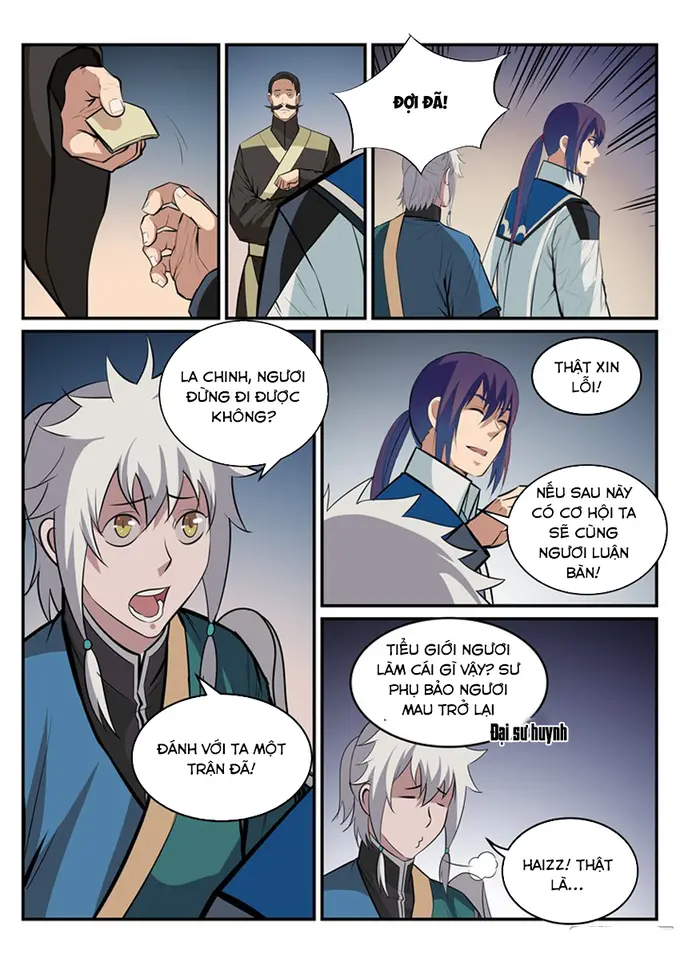 ĐỢI ĐÃ!
LA CHINH, NGƯƠI
ĐỪNG ĐI ĐƯỢC
KHÔNG?
THẬT XIN
LỖI!
NẾU SAU NÀY
CÓ CƠ HỘI TA
SẼ CÙNG
NGƯƠI LUẬN
BÀN!
ĐÁNH VỚI TA MỘT
TRẬN ĐÃ!
TIỂU GIỚI NGƯƠI
LÀM CÁI GÌ VẬY? SƯ
PHỤ BẢO NGƯƠI
MAU TRỞ LẠI
Đại sư huynh
HAIZZ! THẬT
LÀ...